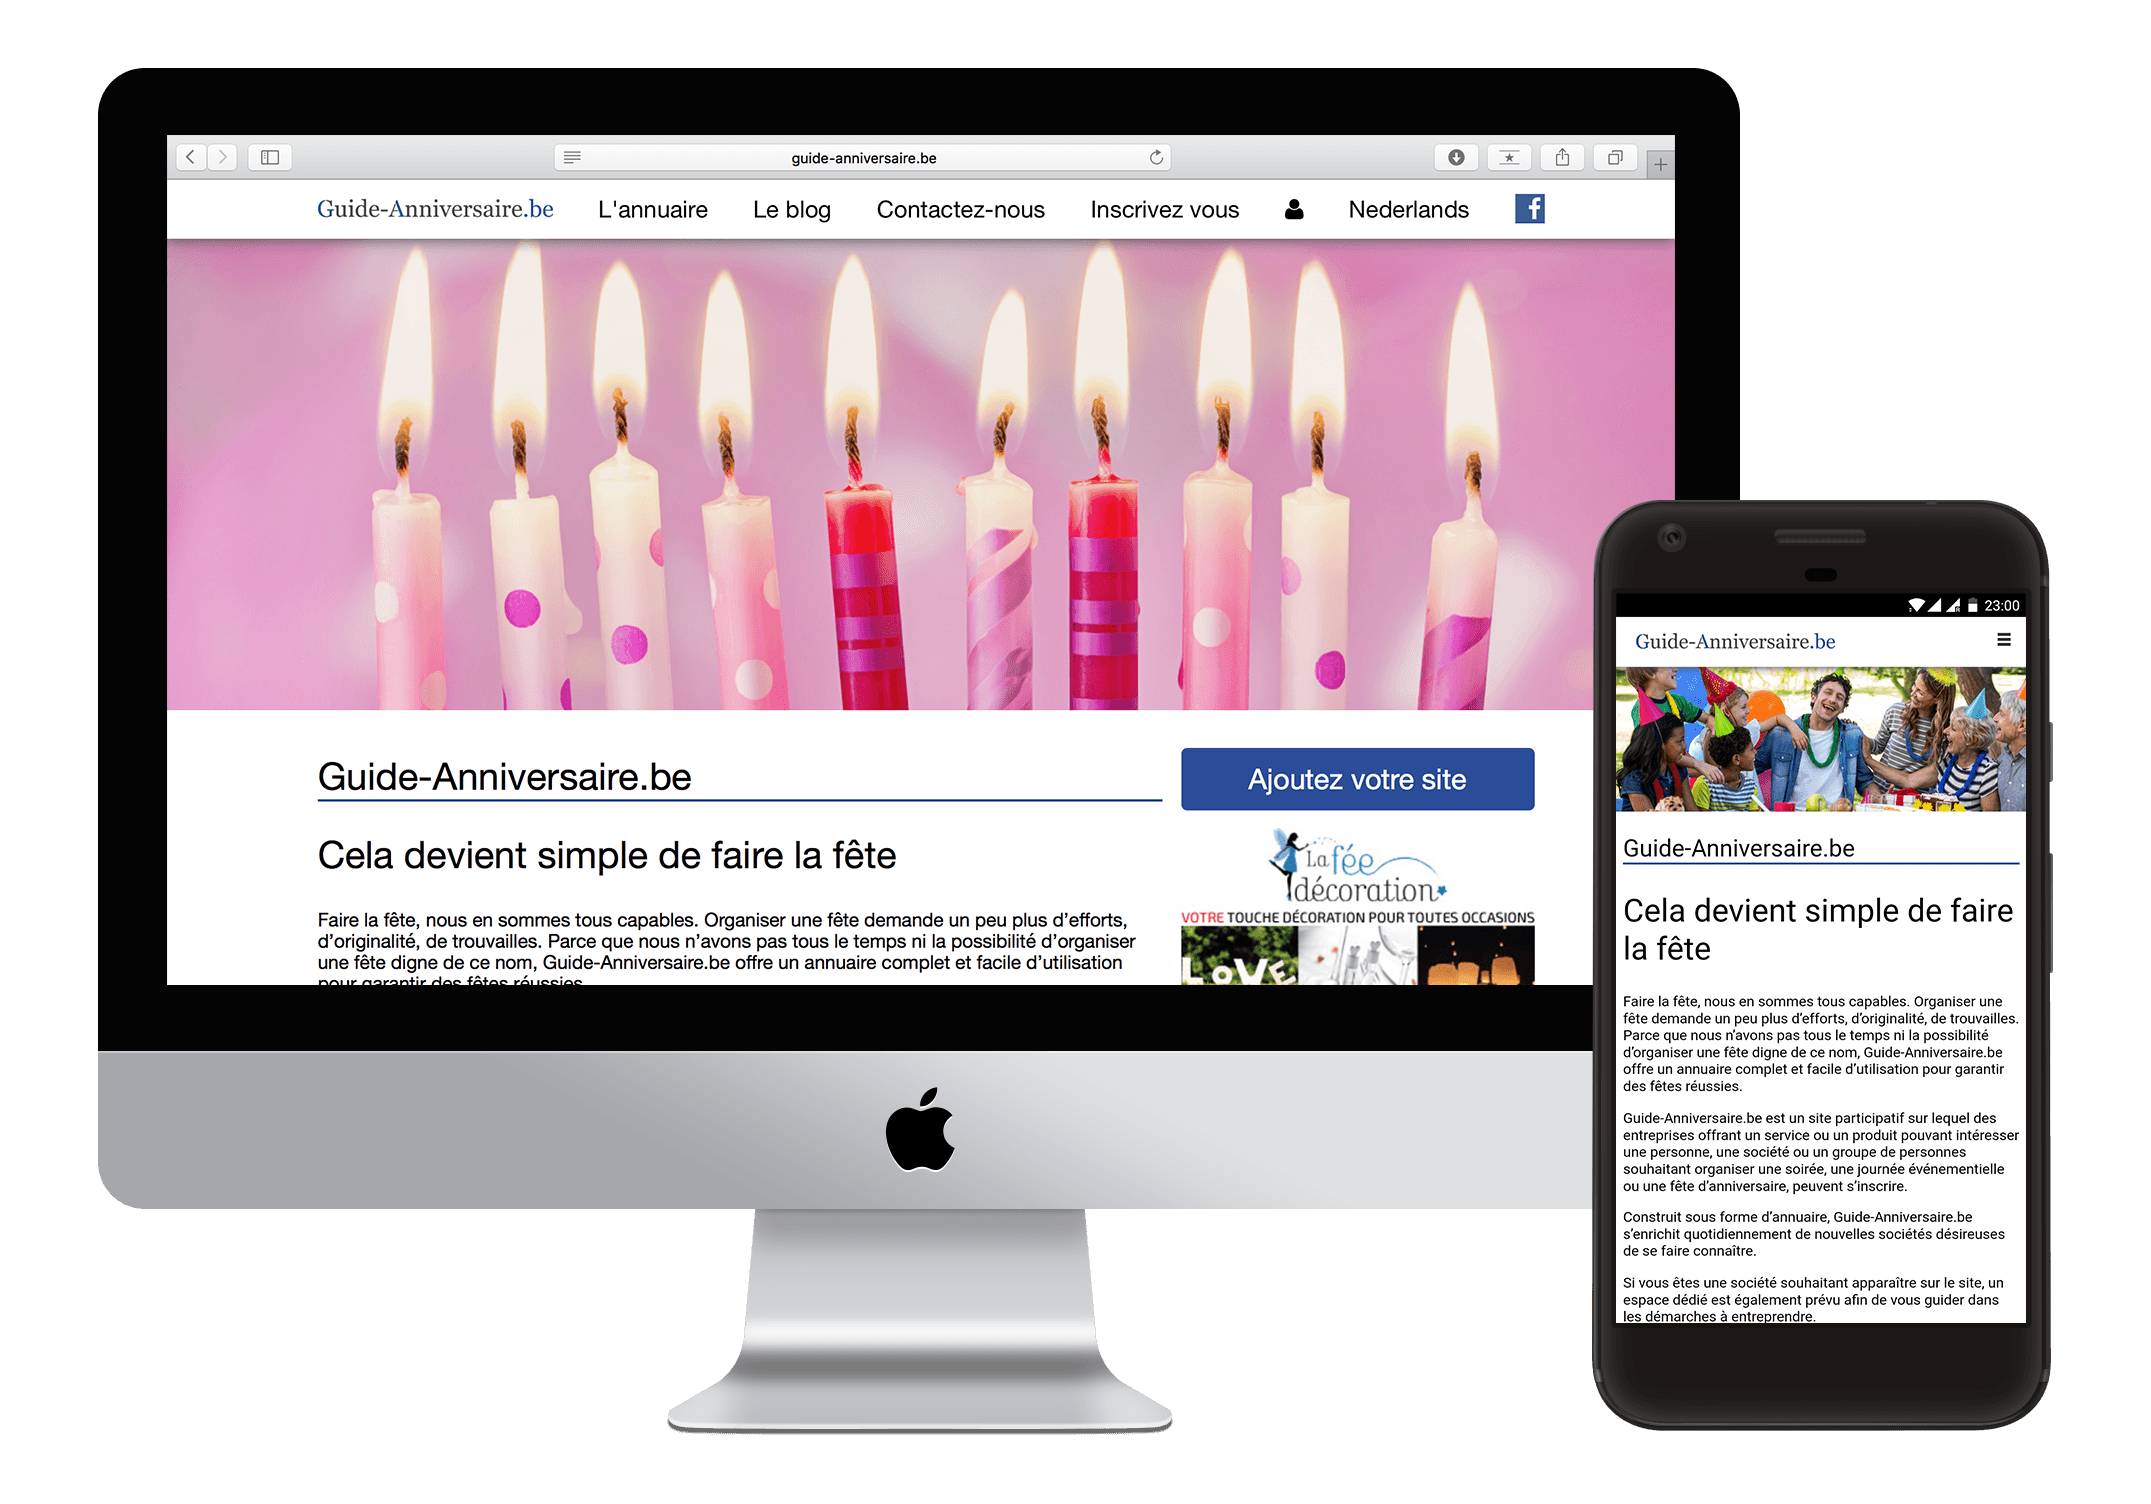 guide-anniversaire.be
Guide-Anniversaire.be L'annuaire Le blog Contactez-nous Inscrivez vous Nederlands f
Guide-Anniversaire.be
Cela devient simple de faire la fête
Faire la fête, nous en sommes tous capables. Organiser une fête demande un peu plus d’efforts,
d’originalité, de trouvailles. Parce que nous n’avons pas tous le temps ni la possibilité d’organiser
une fête digne de ce nom, Guide-Anniversaire.be offre un annuaire complet et facile d’utilisation
pour garantir des fêtes réussies.
Ajoutez votre site
La fée
décoration
VOTRE TOUCHE DÉCORATION POUR TOUTES OCCASIONS
LOVE
23:00
Guide-Anniversaire.be
Guide-Anniversaire.be
Cela devient simple de faire
la fête
Faire la fête, nous en sommes tous capables. Organiser une
fête demande un peu plus d’efforts, d’originalité, de trouvailles.
Parce que nous n’avons pas tous le temps ni la possibilité
d’organiser une fête digne de ce nom, Guide-Anniversaire.be
offre un annuaire complet et facile d’utilisation pour garantir
des fêtes réussies.
Guide-Anniversaire.be est un site participatif sur lequel des
entreprises offrant un service ou un produit pouvant intéresser
une personne, une société ou un groupe de personnes
souhaitant organiser une soirée, une journée événementielle
ou une fête d’anniversaire, peuvent s’inscrire.
Construit sous forme d’annuaire, Guide-Anniversaire.be
s’enrichit quotidiennement de nouvelles sociétés désireuses
de se faire connaître.
Si vous êtes une société souhaitant apparaître sur le site, un
espace dédié est également prévu afin de vous guider dans
les démarches à entreprendre.